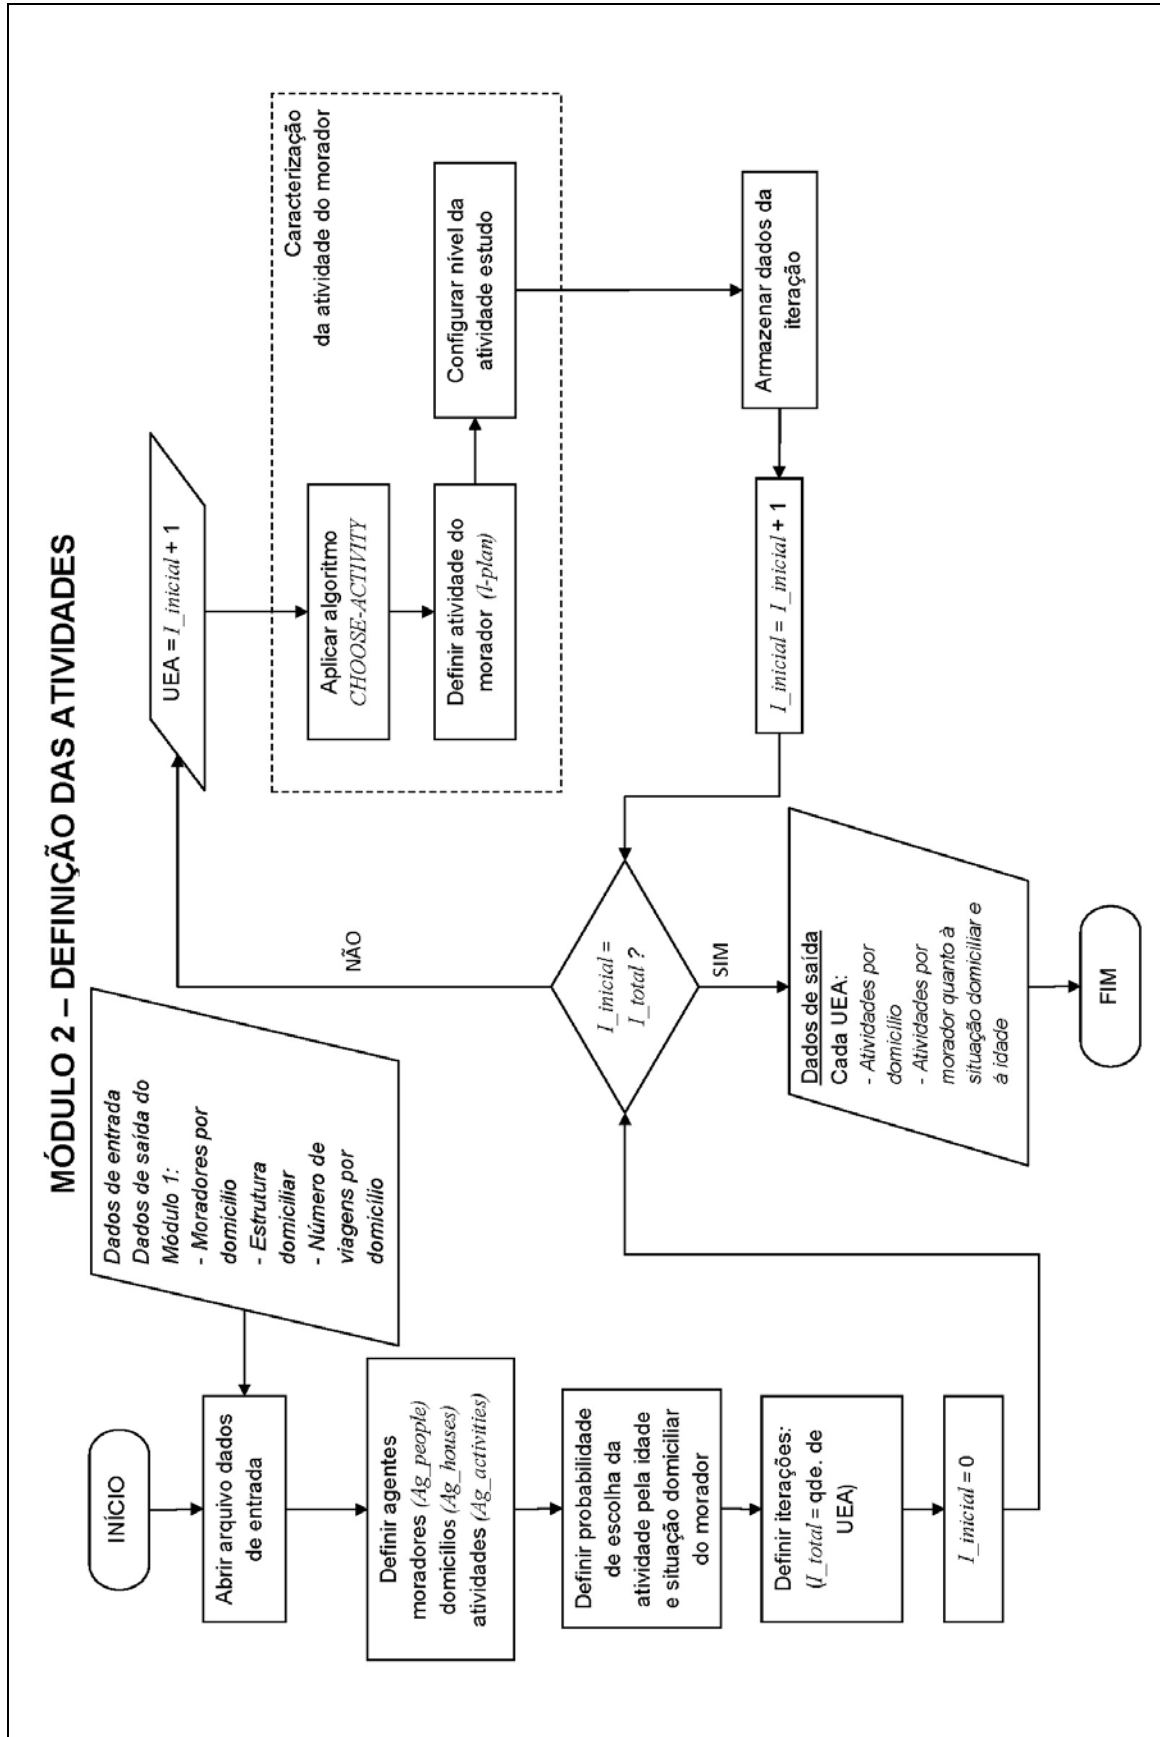 MÓDULO 2 – DEFINIÇÃO DAS ATIVIDADES
INÍCIO
Abrir arquivo dados
de entrada
Dados de entrada
Dados de saída do
Módulo 1:
- Moradores por
domicílio
- Estrutura
domiciliar
- Número de
viagens por
domicílio
Definir agentes
moradores (Ag_people)
domicílios (Ag_houses)
atividades (Ag_activities)
Definir probabilidade
de escolha da
atividade pela idade
e situação domiciliar
do morador
Definir iterações:
(I_total = qde. de
UEA)
I_inicial = 0
I_inicial =
I_total ?
NÃO
SIM
UEA = I_inicial + 1
Caracterização
da atividade do morador
Aplicar algoritmo
CHOOSE-ACTIVITY
Definir atividade do
morador (I-plan)
Configurar nível da
atividade estudo
Armazenar dados da
iteração
I_inicial = I_inicial + 1
Dados de saída
Cada UEA:
- Atividades por
domicílio
- Atividades por
morador quanto à
situação domiciliar e
á idade
FIM